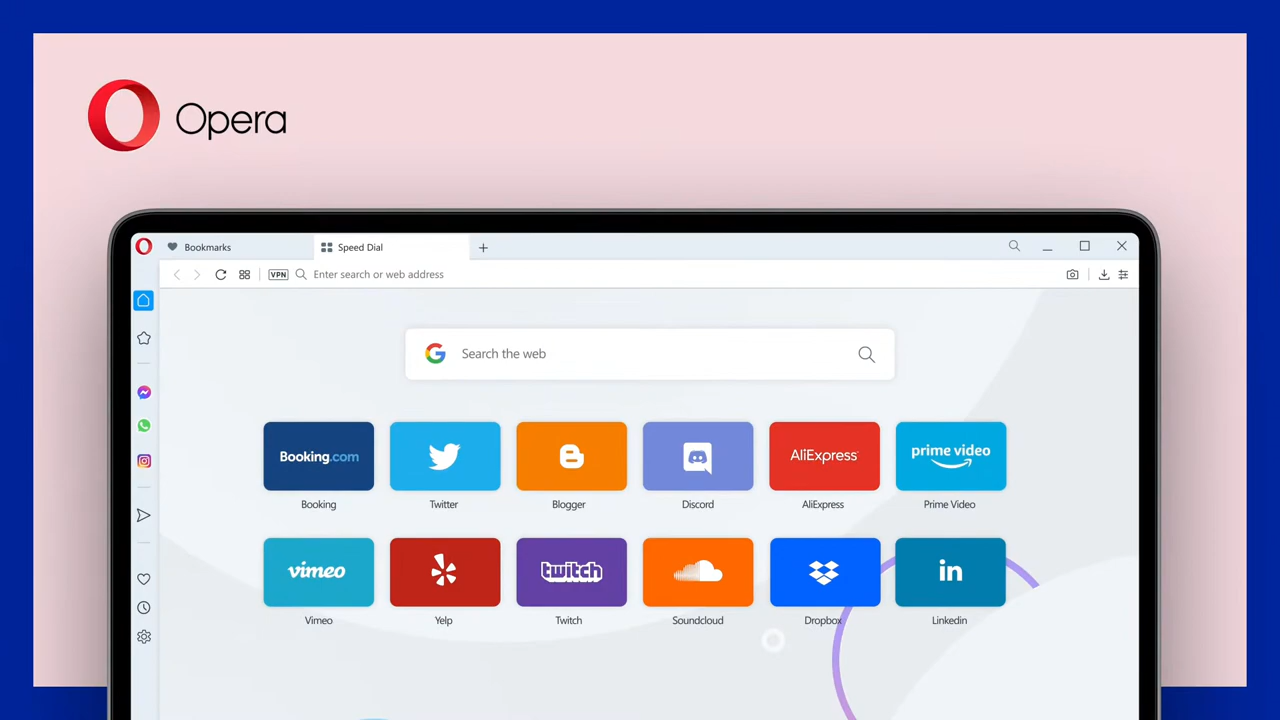 Opera
Bookmarks
Speed Dial
VPN
Enter search or web address
Search the web
Booking.com
AliExpress
prime video
Booking
Twitter
Blogger
Discord
AliExpress
Prime Video
vimeo
twitch
in
Vimeo
Yelp
Twitch
Soundcloud
Dropbox
Linkedin